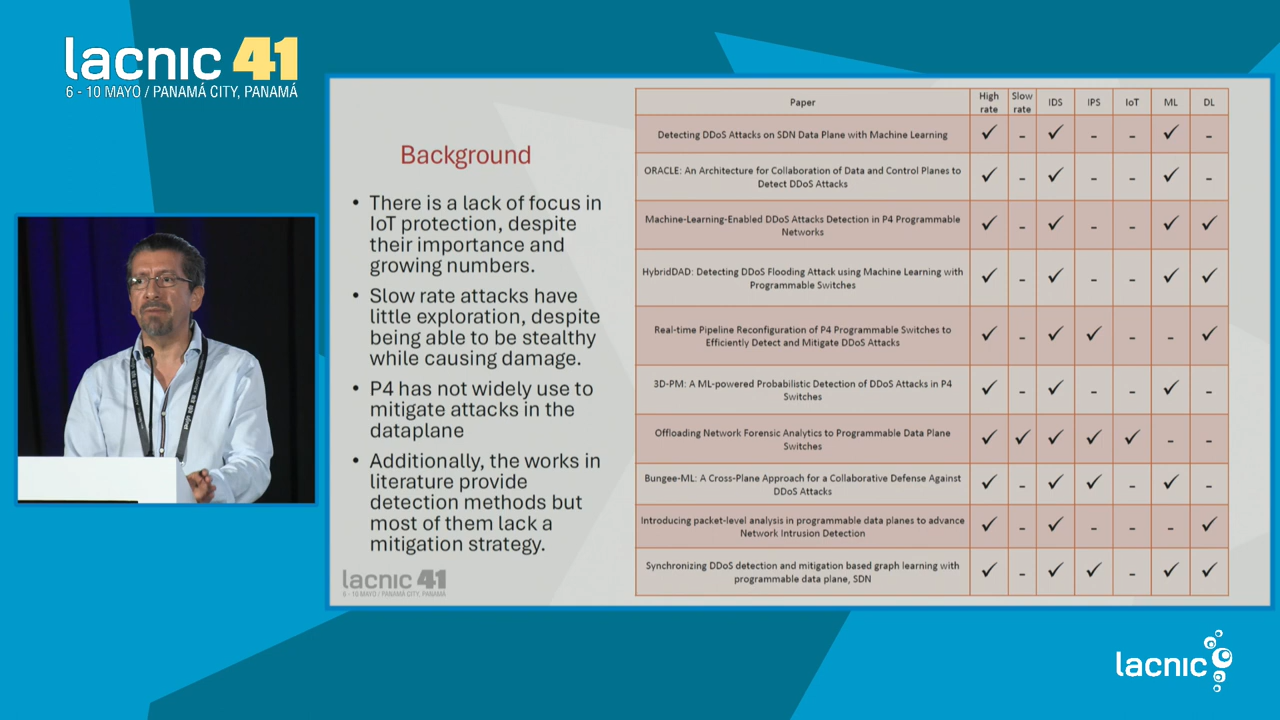 lacnic 41
6 - 10 MAYO / PANAMÁ CITY, PANAMÁ
Background
• There is a lack of focus in
IoT protection, despite
their importance and
growing numbers.
• Slow rate attacks have
little exploration, despite
being able to be stealthy
while causing damage.
• P4 has not widely use to
mitigate attacks in the
dataplane
• Additionally, the works in
literature provide
detection methods but
most of them lack a
mitigation strategy.
lacnic 41
6 - 10 MAYO / PANAMÁ CITY, PANAMÁ
Paper High rate Slow rate IDS IPS IoT ML DL
Detecting DDoS Attacks on SDN Data Plane with Machine Learning ✓ - ✓ - - ✓ -
ORACLE: An Architecture for Collaboration of Data and Control Planes to
Detect DDoS Attacks ✓ - ✓ - - ✓ -
Machine-Learning-Enabled DDoS Attacks Detection in P4 Programmable
Networks ✓ - ✓ - - ✓ ✓
HybridDAD: Detecting DDoS Flooding Attack using Machine Learning with
Programmable Switches ✓ - ✓ - - ✓ ✓
Real-time Pipeline Reconfiguration of P4 Programmable Switches to
Efficiently Detect and Mitigate DDoS Attacks ✓ - ✓ ✓ - - ✓
3D-PM: A ML-powered Probabilistic Detection of DDoS Attacks in P4
Switches ✓ - ✓ - - ✓ -
Offloading Network Forensic Analytics to Programmable Data Plane
Switches ✓ ✓ ✓ ✓ ✓ - -
Bungee-ML: A Cross-Plane Approach for a Collaborative Defense Against
DDoS Attacks ✓ - ✓ ✓ - ✓ -
Introducing packet-level analysis in programmable data planes to advance
Network Intrusion Detection ✓ - ✓ - - - ✓
Synchronizing DDoS detection and mitigation based graph learning with
programmable data plane, SDN ✓ - ✓ ✓ - ✓ ✓
lacnic